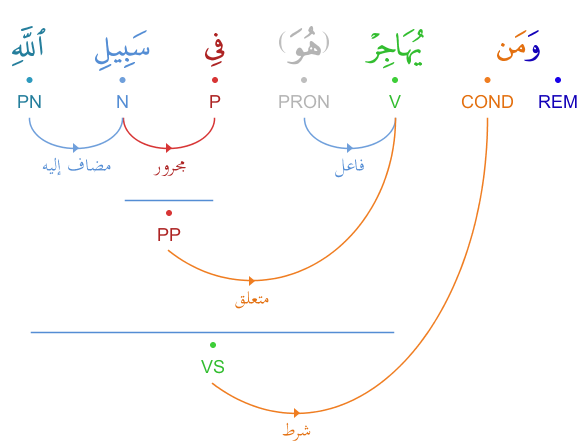 وَمَن يُهَاجِرْ (هُوَ) فِي سَبِيلِ ٱللَّهِ
REM COND V PRON P N PN
فاعل مجرور مضاف إليه
PP
متعلق
VS
شرط